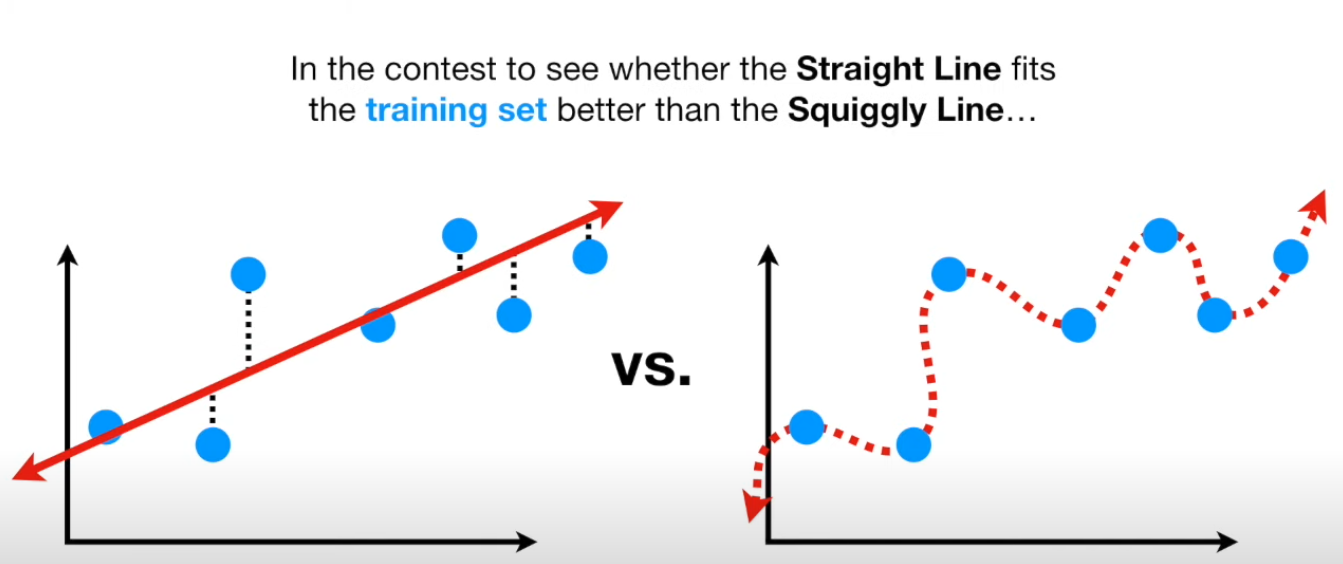 In the contest to see whether the Straight Line fits
the training set better than the Squiggly Line…
vs.